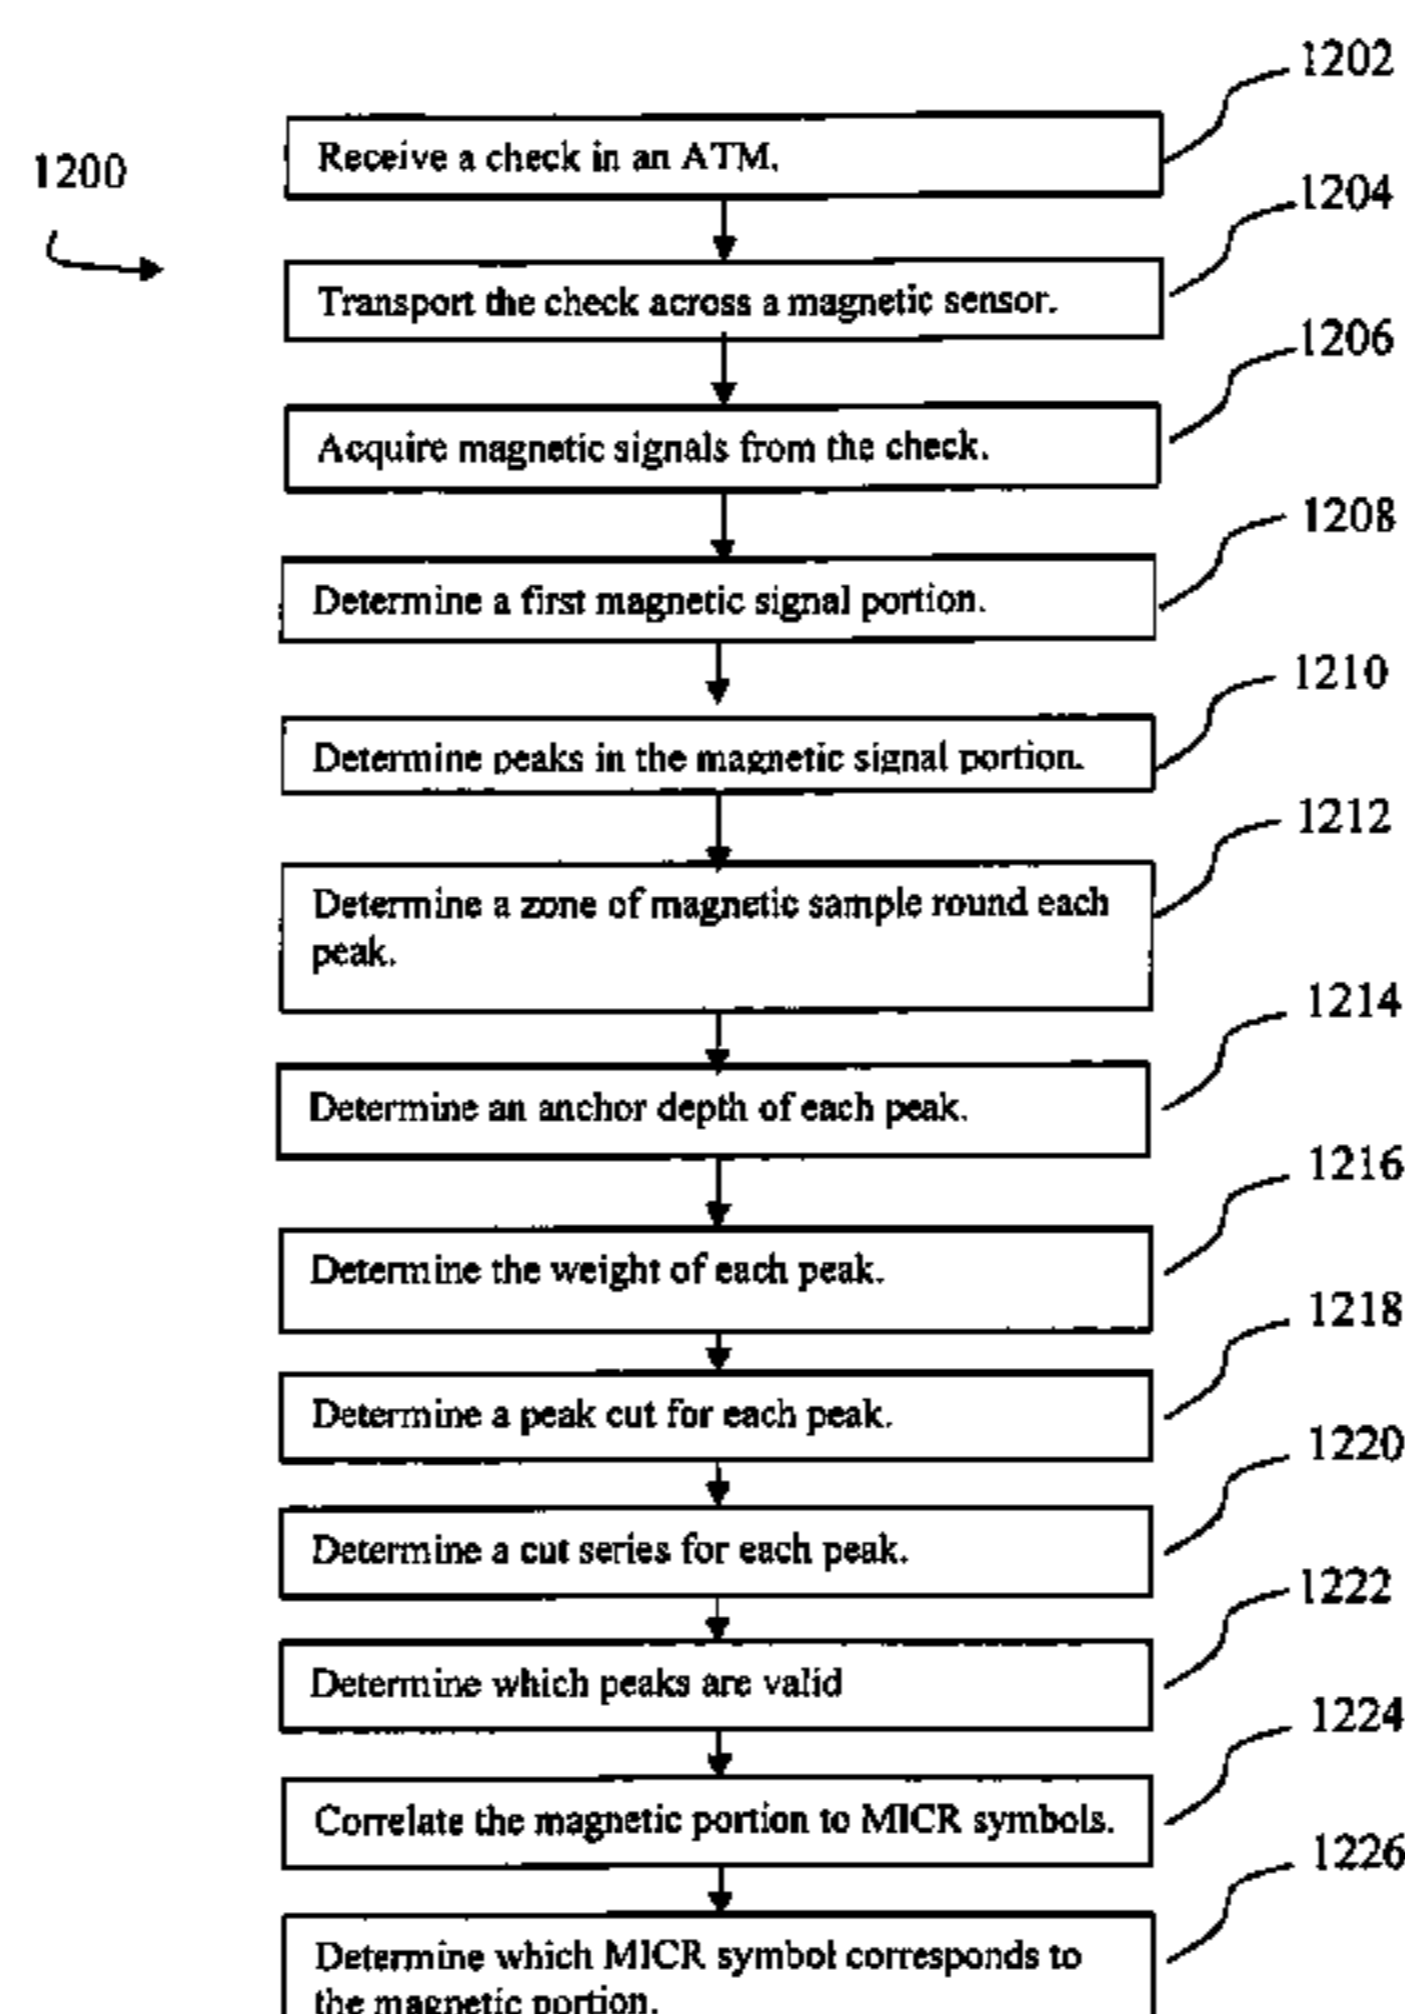 1202
Receive a check in an ATM.
1200
1204
Transport the check across a magnetic sensor.
1206
Acquire magnetic signals from the check.
1208
Determine a first magnetic signal portion.
1210
Determine peaks in the magnetic signal portion.
1212
Determine a zone of magnetic sample round each
peak.
1214
Determine an anchor depth of each peak.
1216
Determine the weight of each peak.
1218
Determine a peak cut for each peak.
1220
Determine a cut series for each peak.
1222
Determine which peaks are valid
1224
Correlate the magnetic portion to MICR symbols.
1226
Determine which MICR symbol corresponds to
the magnetic portion.